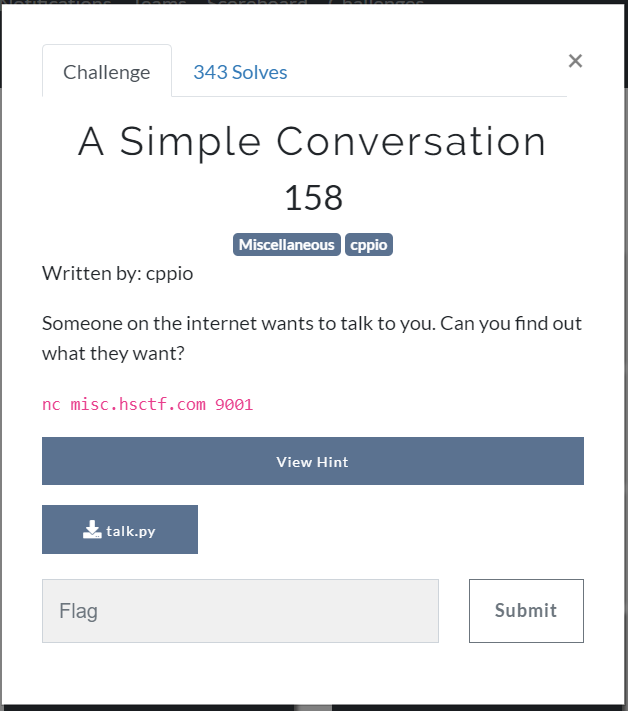 Notifications Teams Scoreboard Challenges
Challenge
343 Solves
×
A Simple Conversation
158
Miscellaneous cppio
Written by: cppio
Someone on the internet wants to talk to you. Can you find out
what they want?
nc misc.hsctf.com 9001
View Hint
talk.py
Flag
Submit